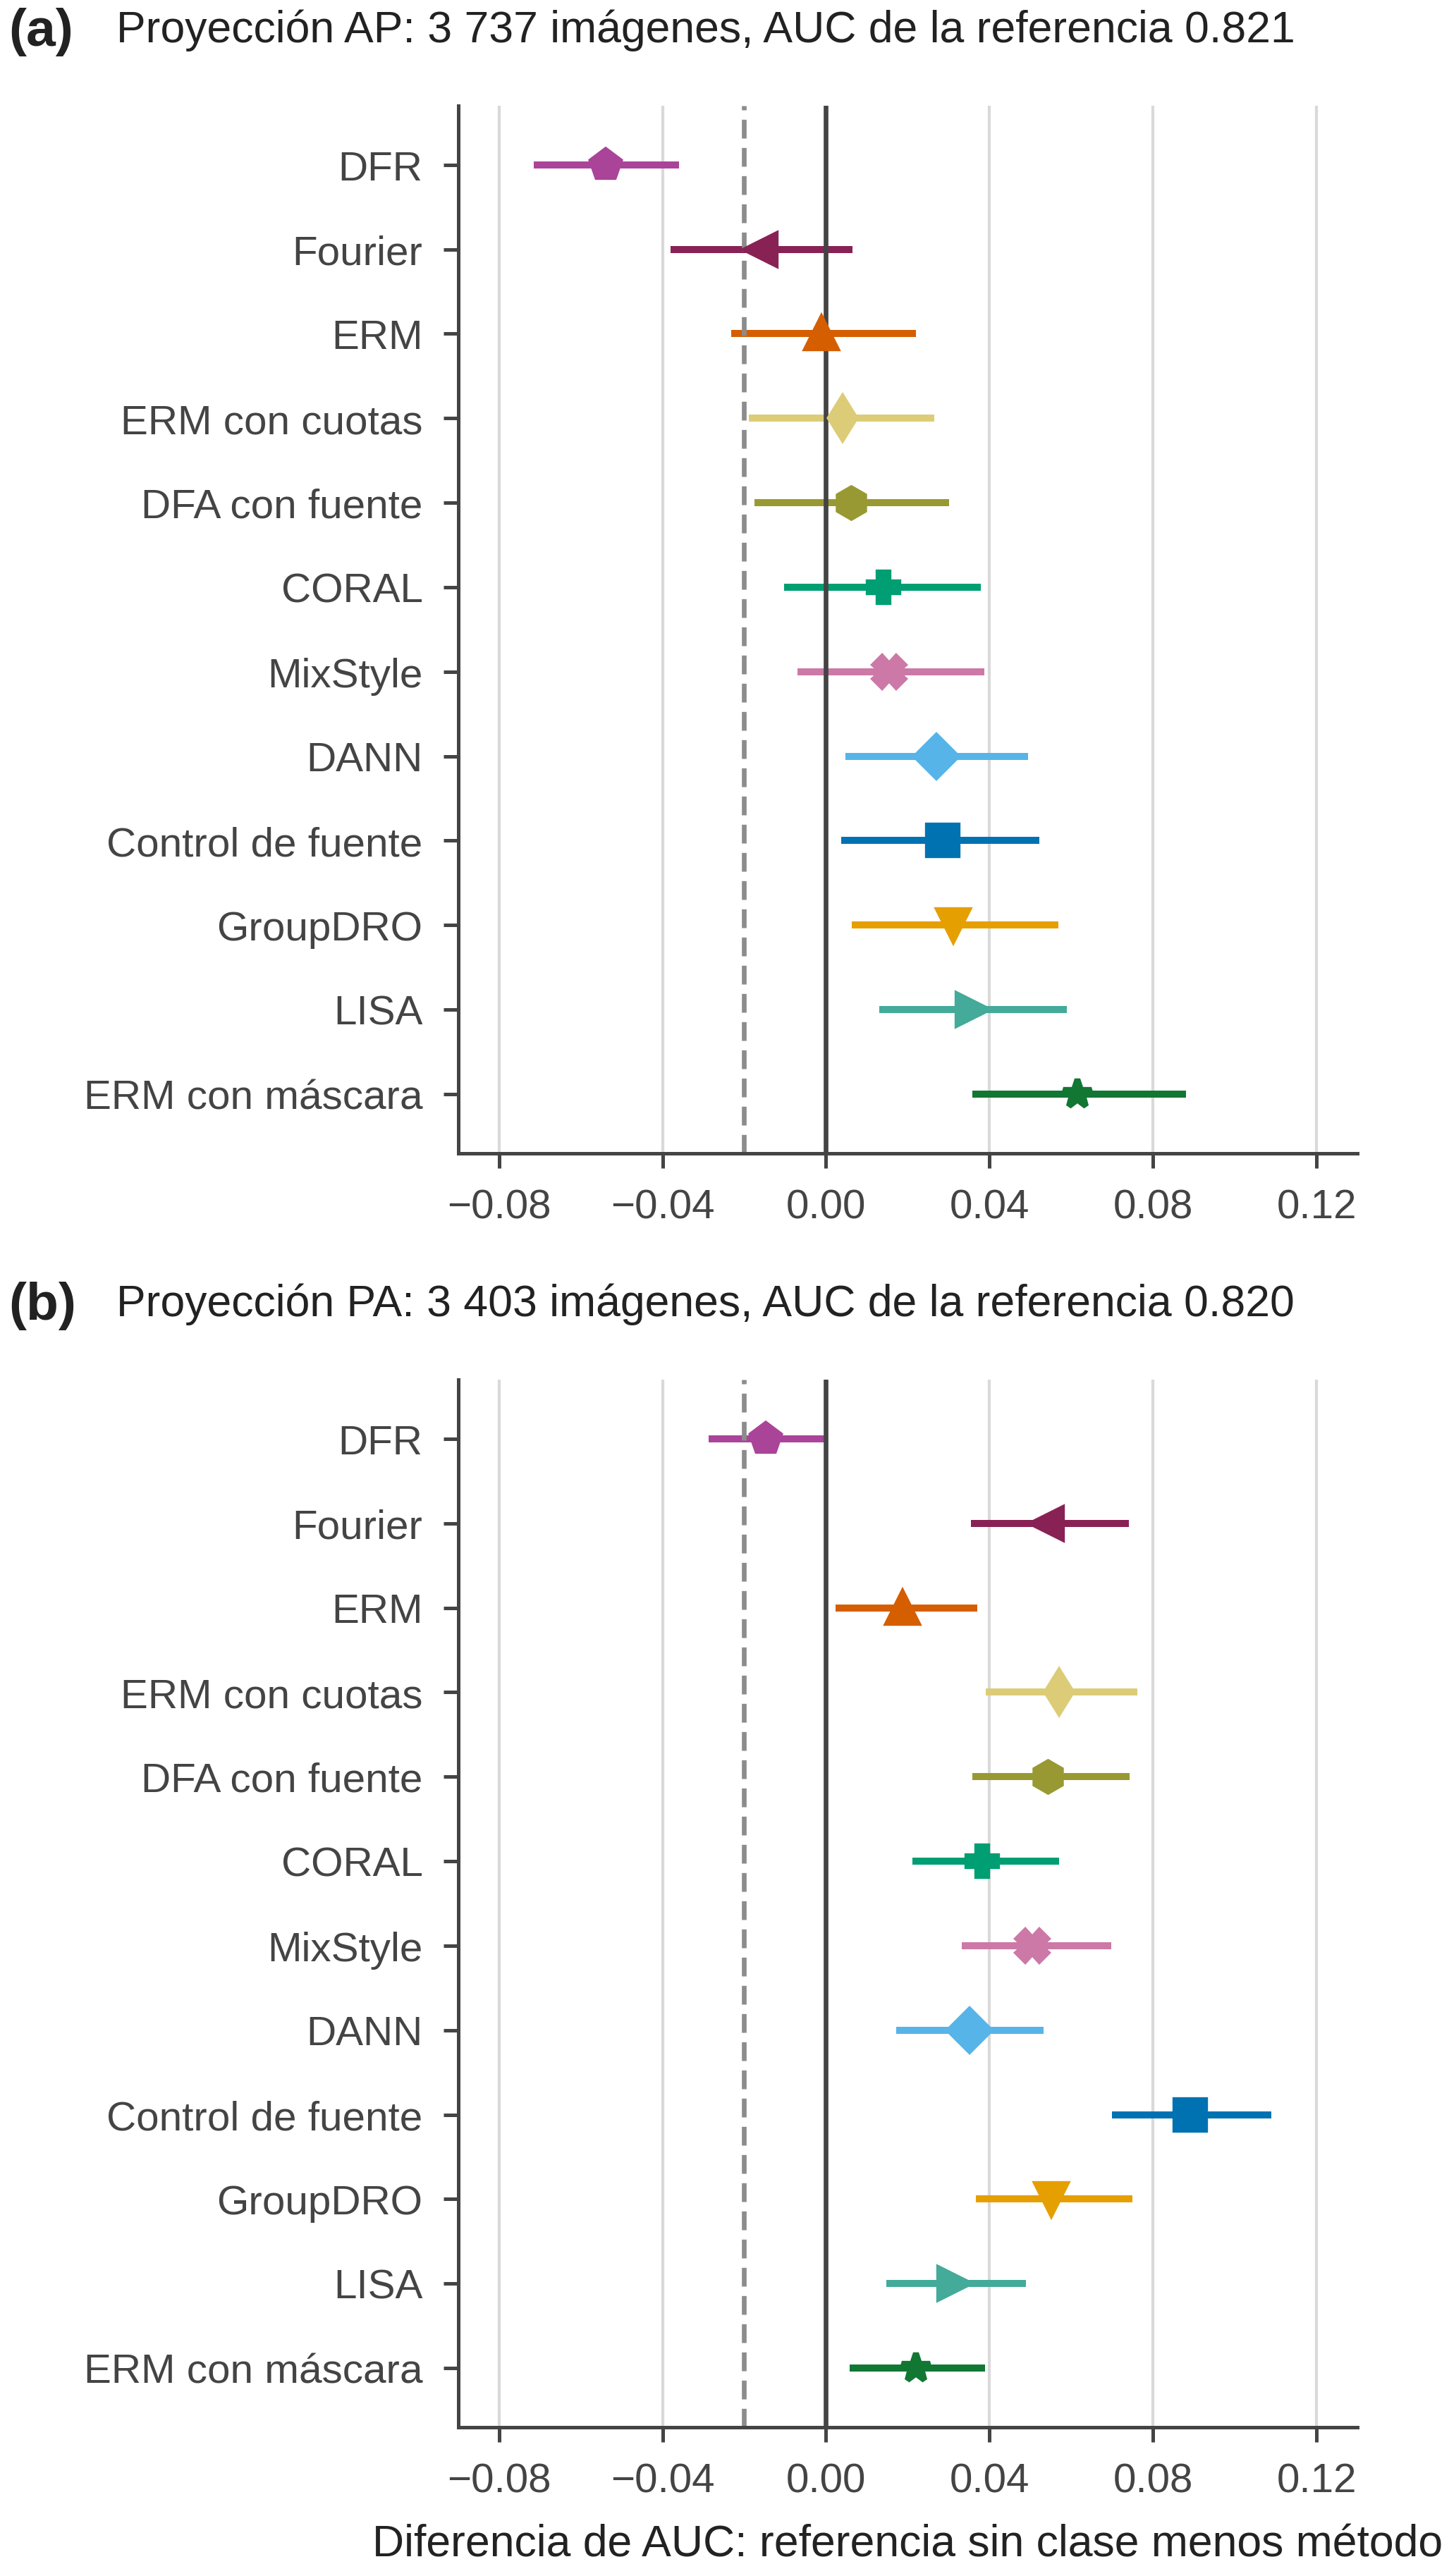 (a) Proyección AP: 3 737 imágenes, AUC de la referencia 0.821
DFR
Fourier
ERM
ERM con cuotas
DFA con fuente
CORAL
MixStyle
DANN
Control de fuente
GroupDRO
LISA
ERM con máscara
−0.08 −0.04 0.00 0.04 0.08 0.12
(b) Proyección PA: 3 403 imágenes, AUC de la referencia 0.820
DFR
Fourier
ERM
ERM con cuotas
DFA con fuente
CORAL
MixStyle
DANN
Control de fuente
GroupDRO
LISA
ERM con máscara
−0.08 −0.04 0.00 0.04 0.08 0.12
Diferencia de AUC: referencia sin clase menos método